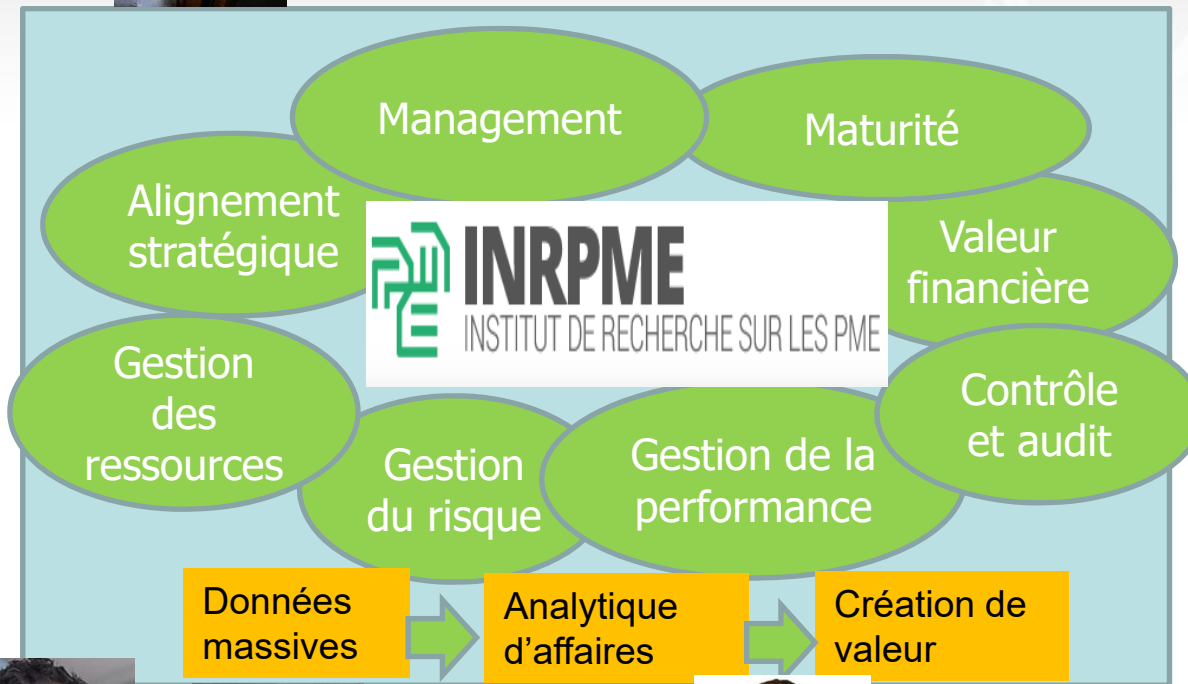 Management
Maturité
Alignement
stratégique
Valeur
financière
INRPME
INSTITUT DE RECHERCHE SUR LES PME
Gestion
des
ressources
Gestion
du risque
Gestion de la
performance
Contrôle
et audit
Données
massives
Analytique
d’affaires
Création de
valeur